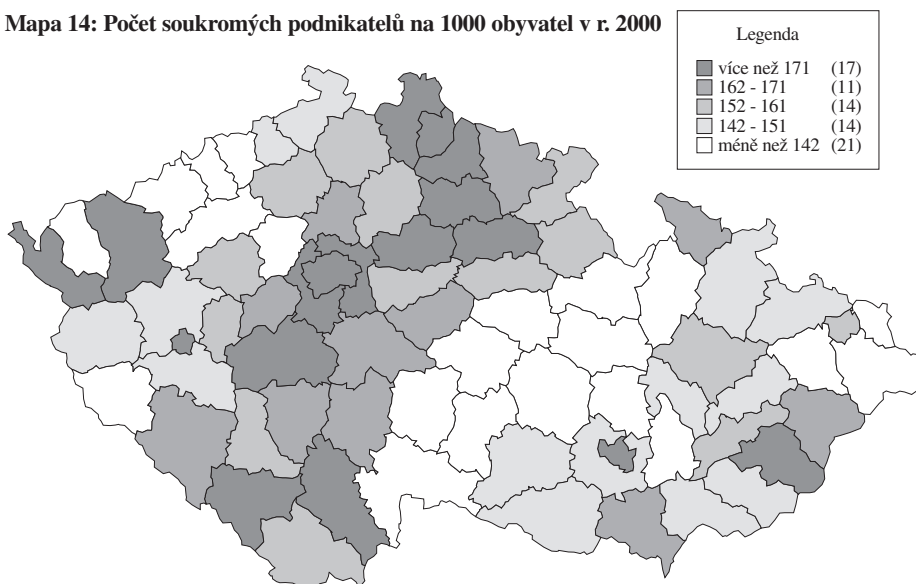 Mapa 14: Počet soukromých podnikatelů na 1000 obyvatel v r. 2000
Legenda
více než 171 (17)
162 - 171 (11)
152 - 161 (14)
142 - 151 (14)
méně než 142 (21)